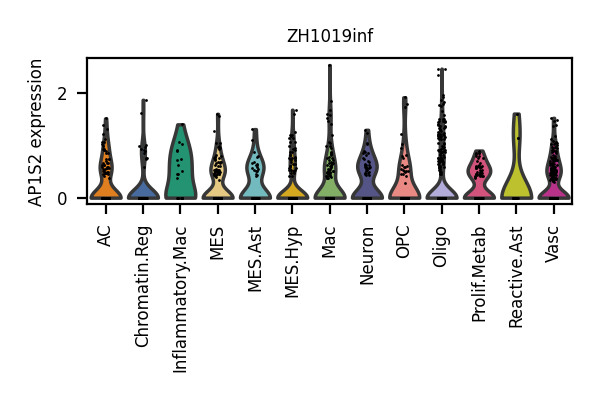 ZH1019inf
AP1S2 expression
2
0
AC
Chromatin.Reg
Inflammatory.Mac
MES
MES.Ast
MES.Hyp
Mac
Neuron
OPC
Oligo
Prolif.Metab
Reactive.Ast
Vasc